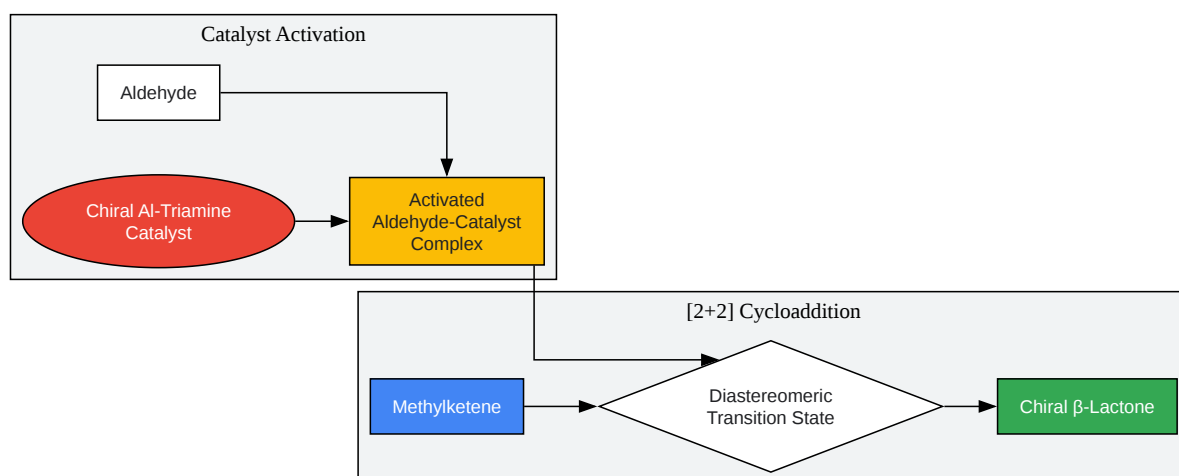 Catalyst Activation
Aldehyde
Chiral Al-Triamine
Catalyst
Activated
Aldehyde-Catalyst
Complex
[2+2] Cycloaddition
Methylketene
Diastereomeric
Transition State
Chiral β-Lactone